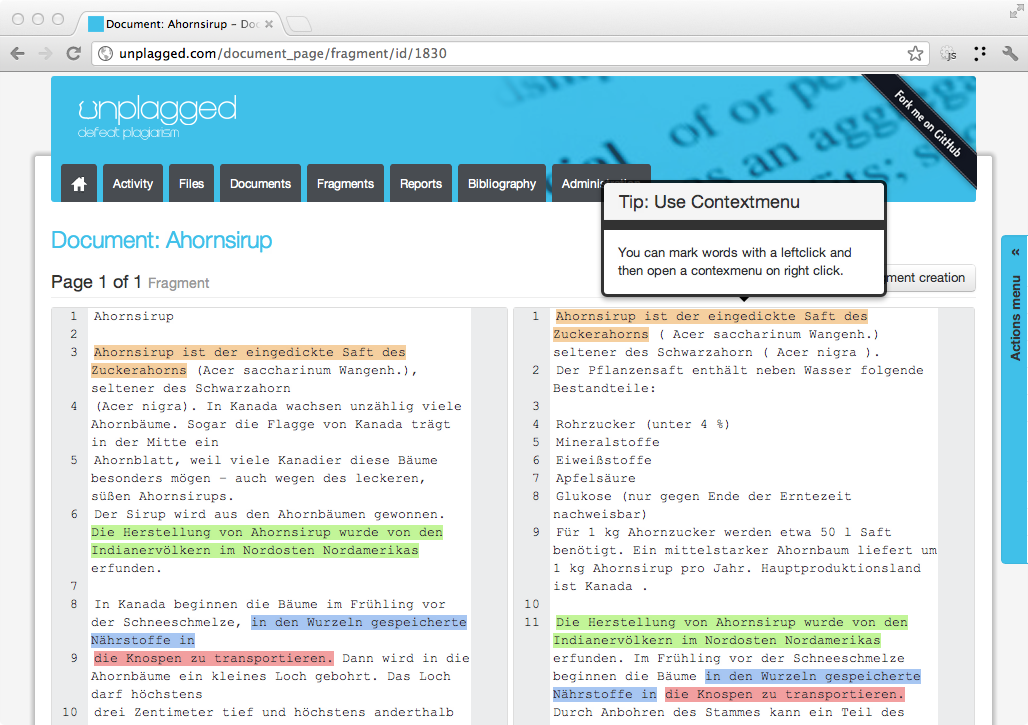 Document: Ahornsirup – Doc
unplagged.com/document_page/fragment/id/1830
js
unplagged
defeat plagiarism
Fork me on GitHub
of or pe
an aggrega
Activity
Files
Documents
Fragments
Reports
Bibliography
Tip: Use Contextmenu
You can mark words with a leftclick and
then open a contexmenu on right click.
Document: Ahornsirup
Page 1 of 1 Fragment
ment creation
« Actions menu
1 Ahornsirup
2
3 Ahornsirup ist der eingedickte Saft des
Zuckerahorns (Acer saccharinum Wangenh.),
seltener des Schwarzahorn
4 (Acer nigra). In Kanada wachsen unzählig viele
Ahornbäume. Sogar die Flagge von Kanada trägt
in der Mitte ein
5 Ahornblatt, weil viele Kanadier diese Bäume
besonders mögen – auch wegen des leckeren,
süßen Ahornsirups.
6 Der Sirup wird aus den Ahornbäumen gewonnen.
Die Herstellung von Ahornsirup wurde von den
Indianervölkern im Nordosten Nordamerikas
erfunden.
7
8 In Kanada beginnen die Bäume im Frühling vor
der Schneeschmelze, in den Wurzeln gespeicherte
Nährstoffe in
9 die Knospen zu transportieren. Dann wird in die
Ahornbäume ein kleines Loch gebohrt. Das Loch
darf höchstens
10 drei Zentimeter tief und höchstens anderthalb
1 Ahornsirup ist der eingedickte Saft des
Zuckerahorns ( Acer saccharinum Wangenh.)
seltener des Schwarzahorn ( Acer nigra ).
2 Der Pflanzensaft enthält neben Wasser folgende
Bestandteile:
3
4 Rohrzucker (unter 4 %)
5 Mineralstoffe
6 Eiweißstoffe
7 Apfelsäure
8 Glukose (nur gegen Ende der Erntezeit
nachweisbar)
9 Für 1 kg Ahornzucker werden etwa 50 l Saft
benötigt. Ein mittelstarker Ahornbaum liefert um
1 kg Ahornsirup pro Jahr. Hauptproduktionsland
ist Kanada .
10
11 Die Herstellung von Ahornsirup wurde von den
Indianervölkern im Nordosten Nordamerikas
erfunden. Im Frühling vor der Schneeschmelze
beginnen die Bäume in den Wurzeln gespeicherte
Nährstoffe in die Knospen zu transportieren.
Durch Anbohren des Stammes kann ein Teil des